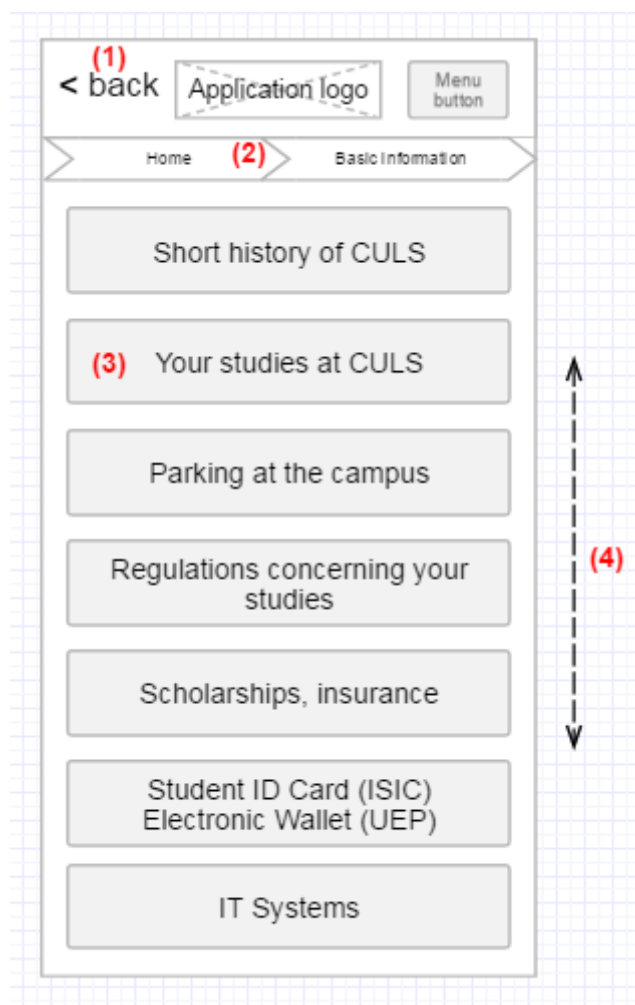 (1)
< back
Application logo
Menu
button
Home
(2)
Basic Information
Short history of CULS
(3) Your studies at CULS
Parking at the campus
(4)
Regulations concerning your
studies
Scholarships, insurance
Student ID Card (ISIC)
Electronic Wallet (UEP)
IT Systems